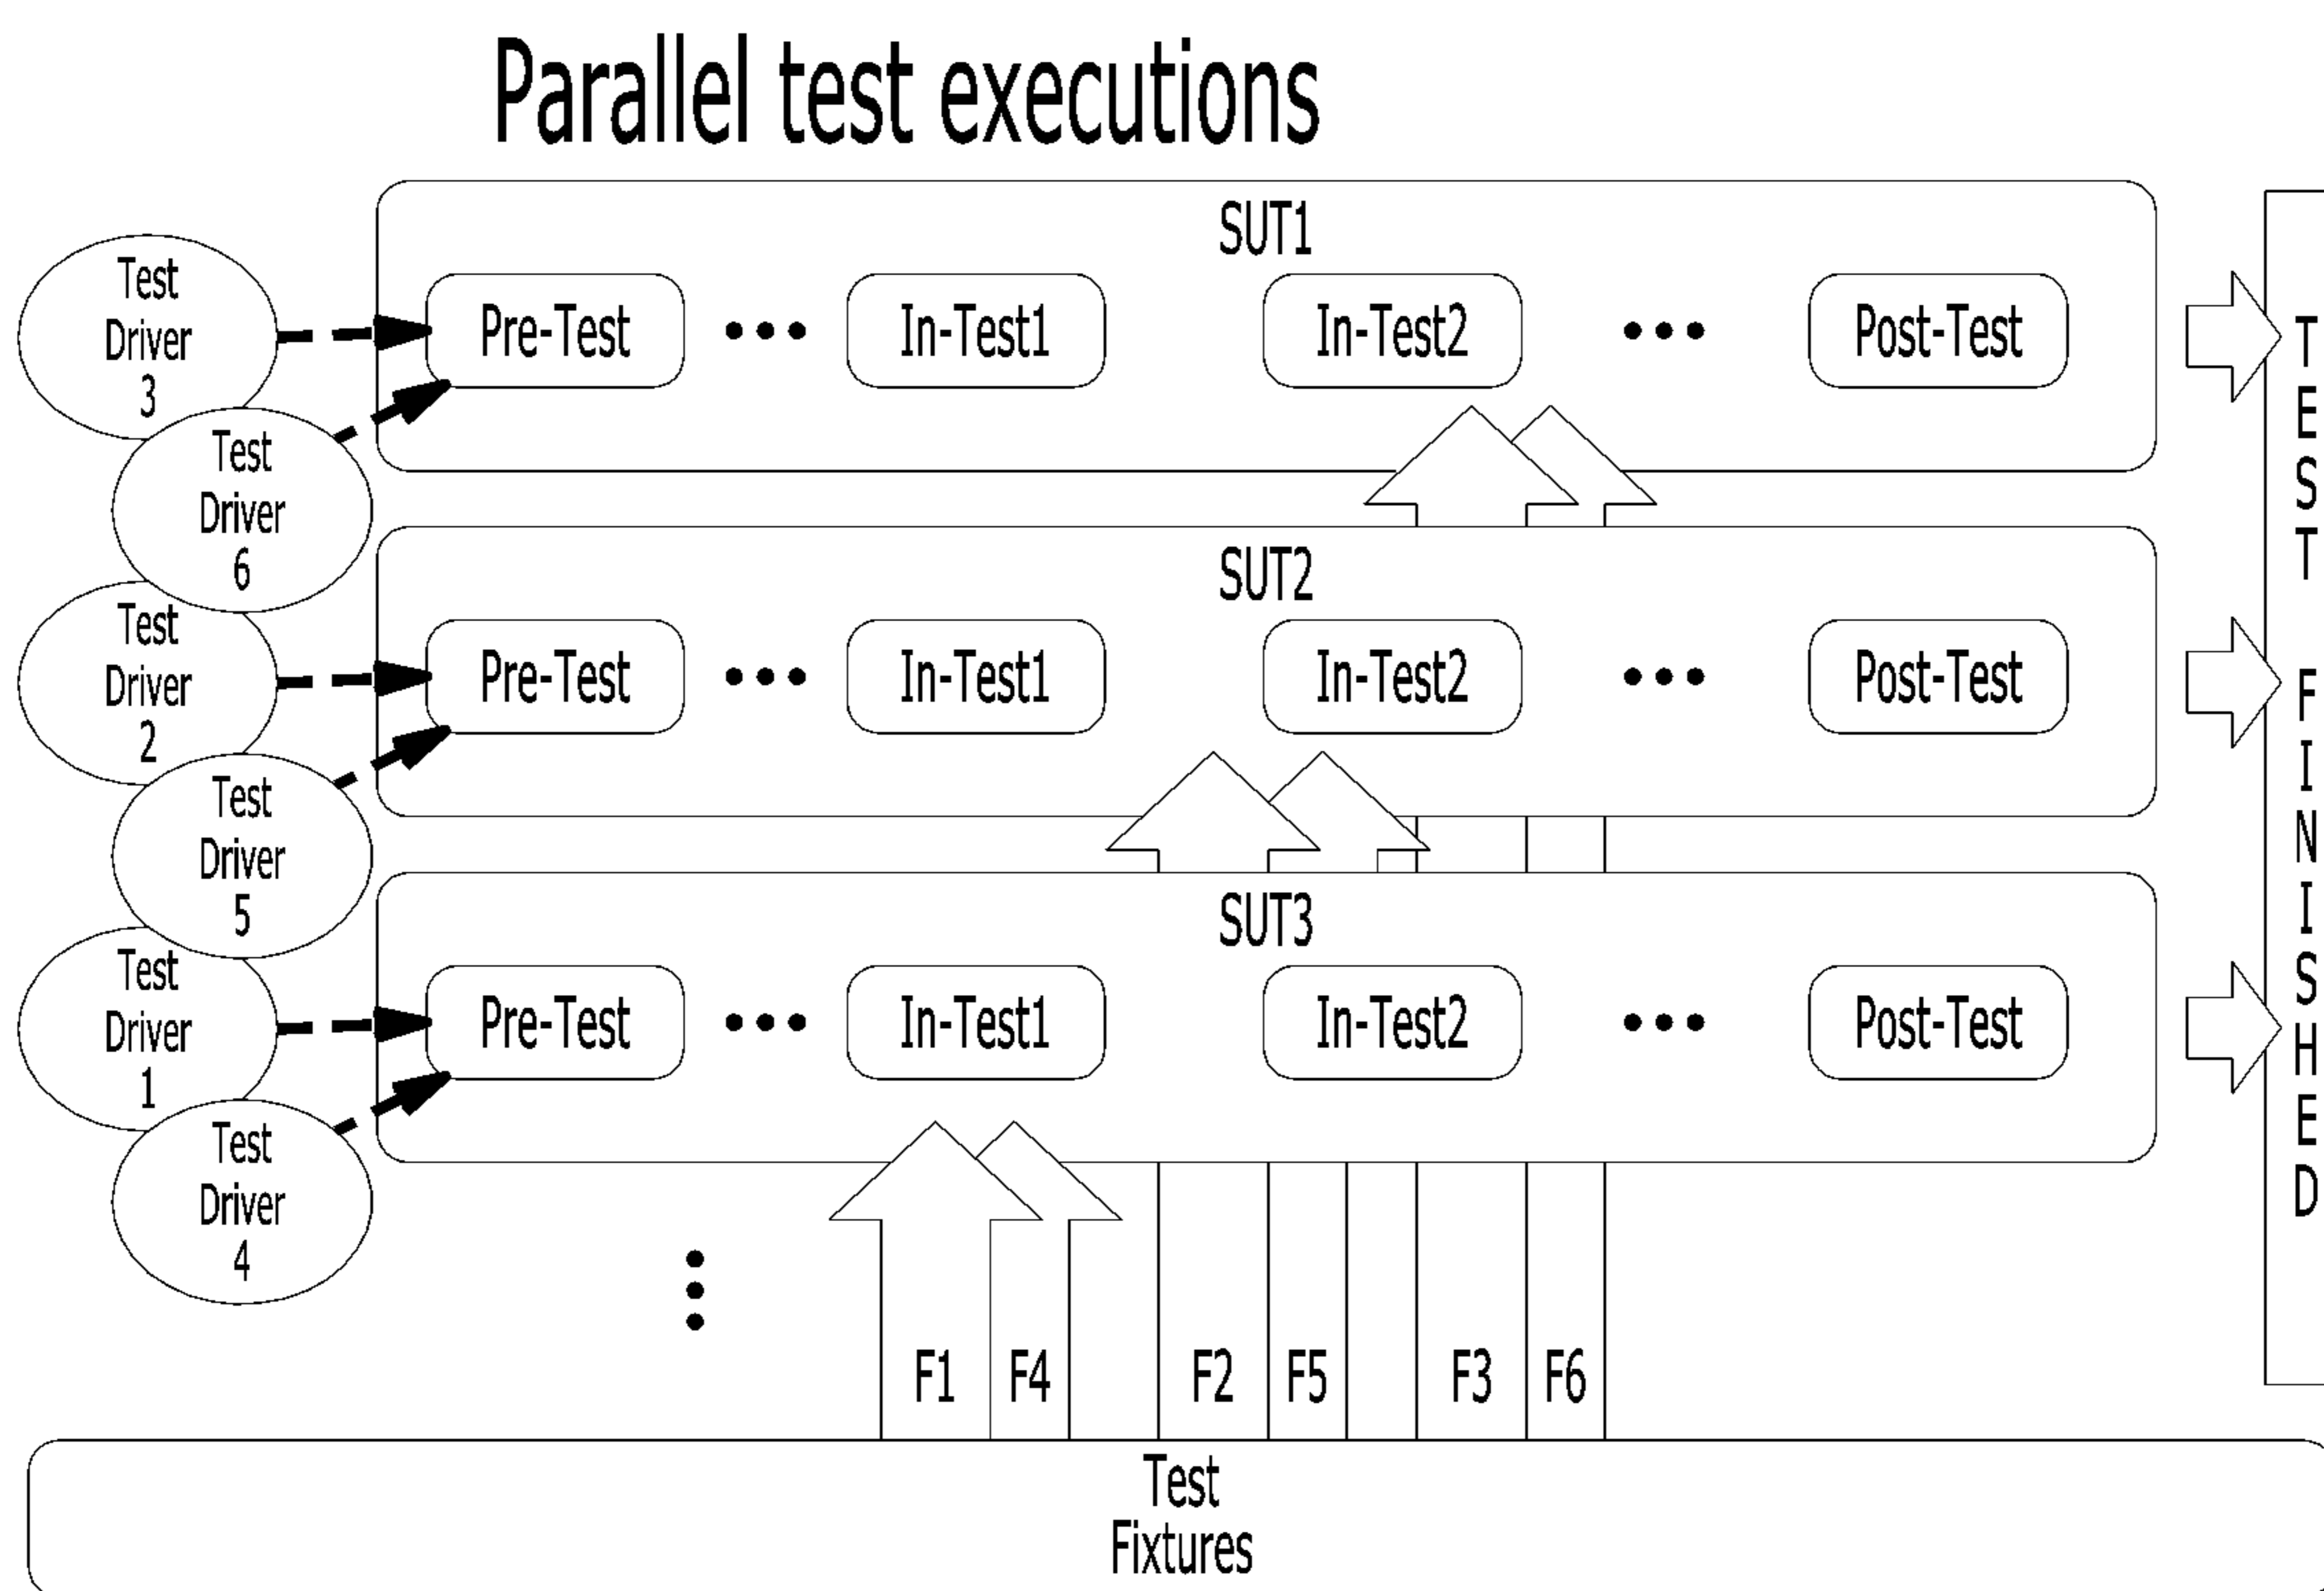 Parallel test executions
SUT1
Test
Driver
3
Pre-Test
In-Test1
In-Test2
Post-Test
Test
Driver
6
SUT2
Test
Driver
2
Pre-Test
In-Test1
In-Test2
Post-Test
Test
Driver
5
SUT3
Test
Driver
1
Pre-Test
In-Test1
In-Test2
Post-Test
Test
Driver
4
F1
F4
F2
F5
F3
F6
Test
Fixtures
TEST
FINISHED